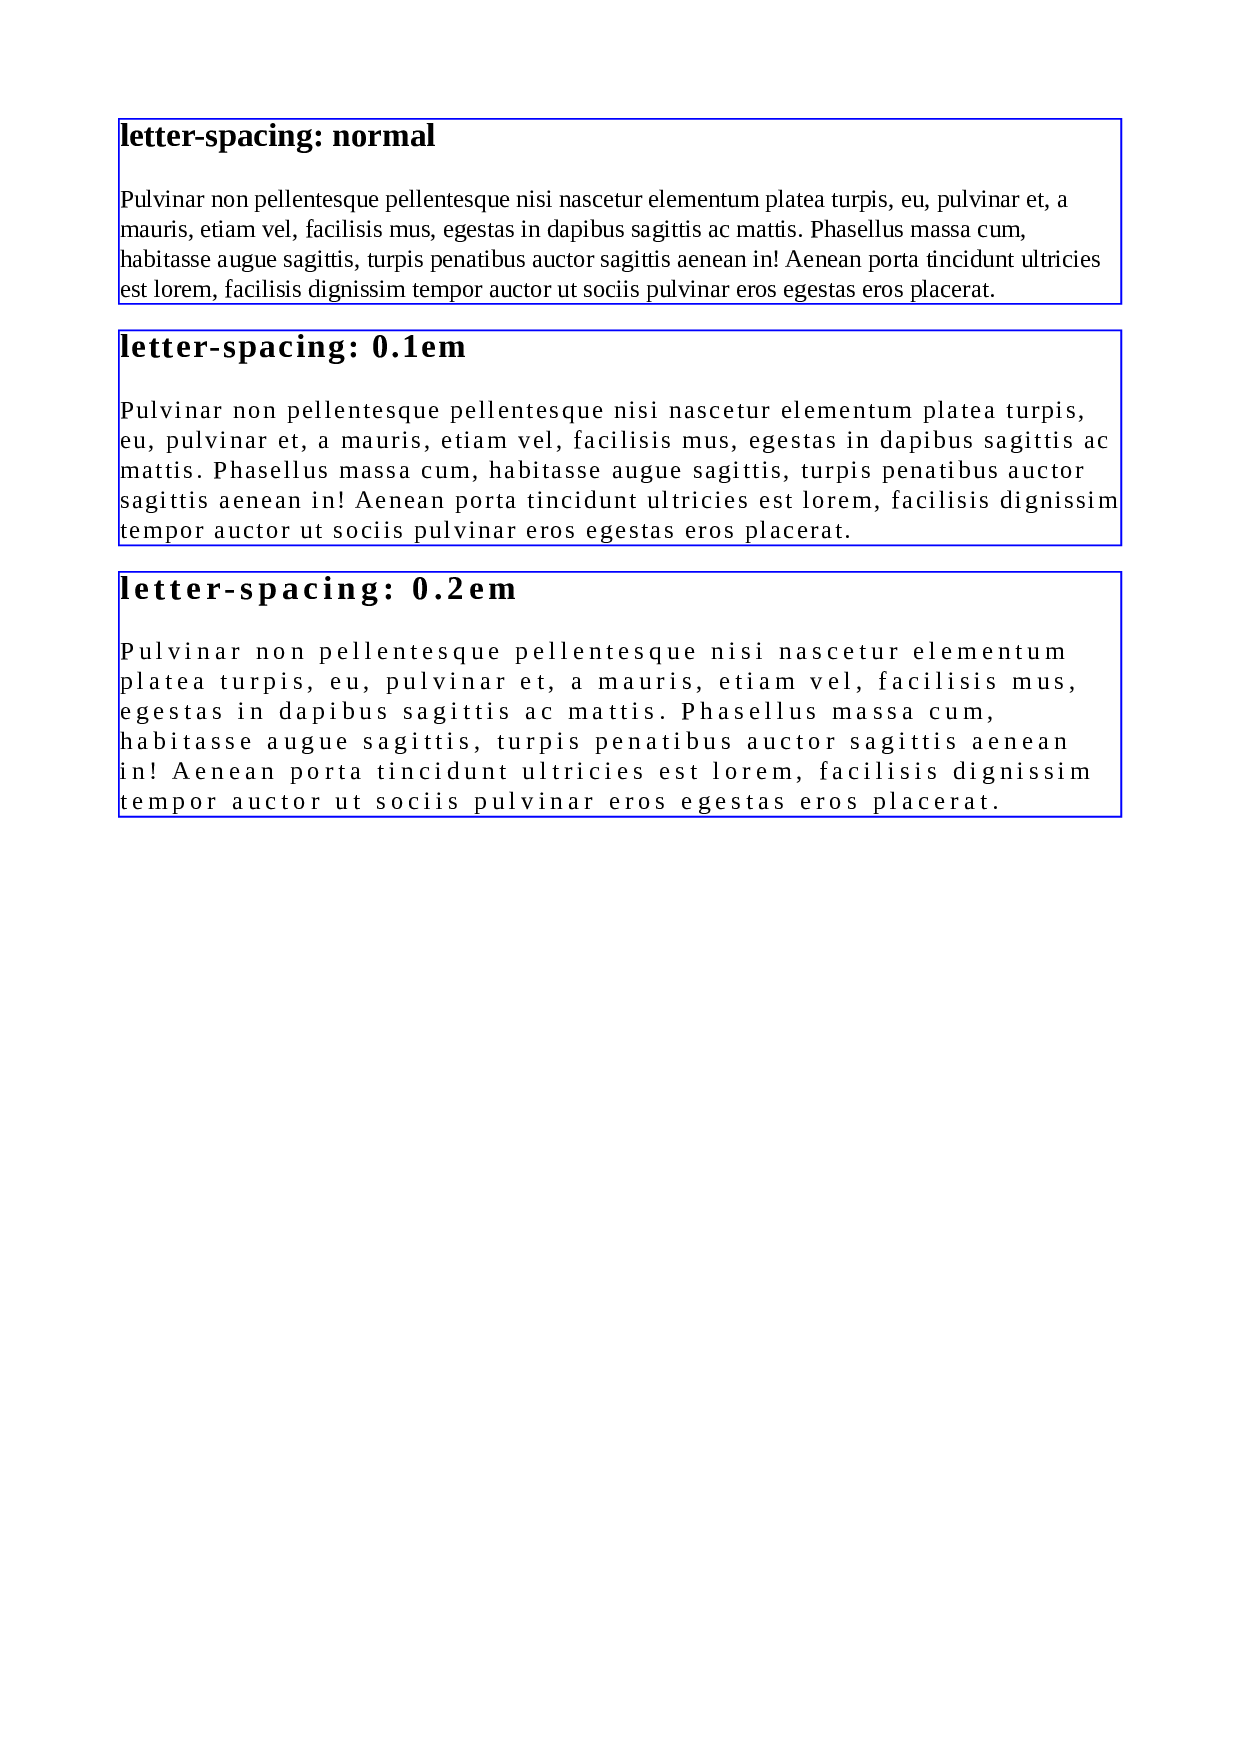 letter-spacing: normal
Pulvinar non pellentesque pellentesque nisi nascetur elementum platea turpis, eu, pulvinar et, a
mauris, etiam vel, facilisis mus, egestas in dapibus sagittis ac mattis. Phasellus massa cum,
habitasse augue sagittis, turpis penatibus auctor sagittis aenean in! Aenean porta tincidunt ultricies
est lorem, facilisis dignissim tempor auctor ut sociis pulvinar eros egestas eros placerat.
letter-spacing: 0.1em
Pulvinar non pellentesque pellentesque nisi nascetur elementum platea turpis,
eu, pulvinar et, a mauris, etiam vel, facilisis mus, egestas in dapibus sagittis ac
mattis. Phasellus massa cum, habitasse augue sagittis, turpis penatibus auctor
sagittis aenean in! Aenean porta tincidunt ultricies est lorem, facilisis dignissim
tempor auctor ut sociis pulvinar eros egestas eros placerat.
letter-spacing: 0.2em
Pulvinar non pellentesque pellentesque nisi nascetur elementum
platea turpis, eu, pulvinar et, a mauris, etiam vel, facilisis mus,
egestas in dapibus sagittis ac mattis. Phasellus massa cum,
habitasse augue sagittis, turpis penatibus auctor sagittis aenean
in! Aenean porta tincidunt ultricies est lorem, facilisis dignissim
tempor auctor ut sociis pulvinar eros egestas eros placerat.